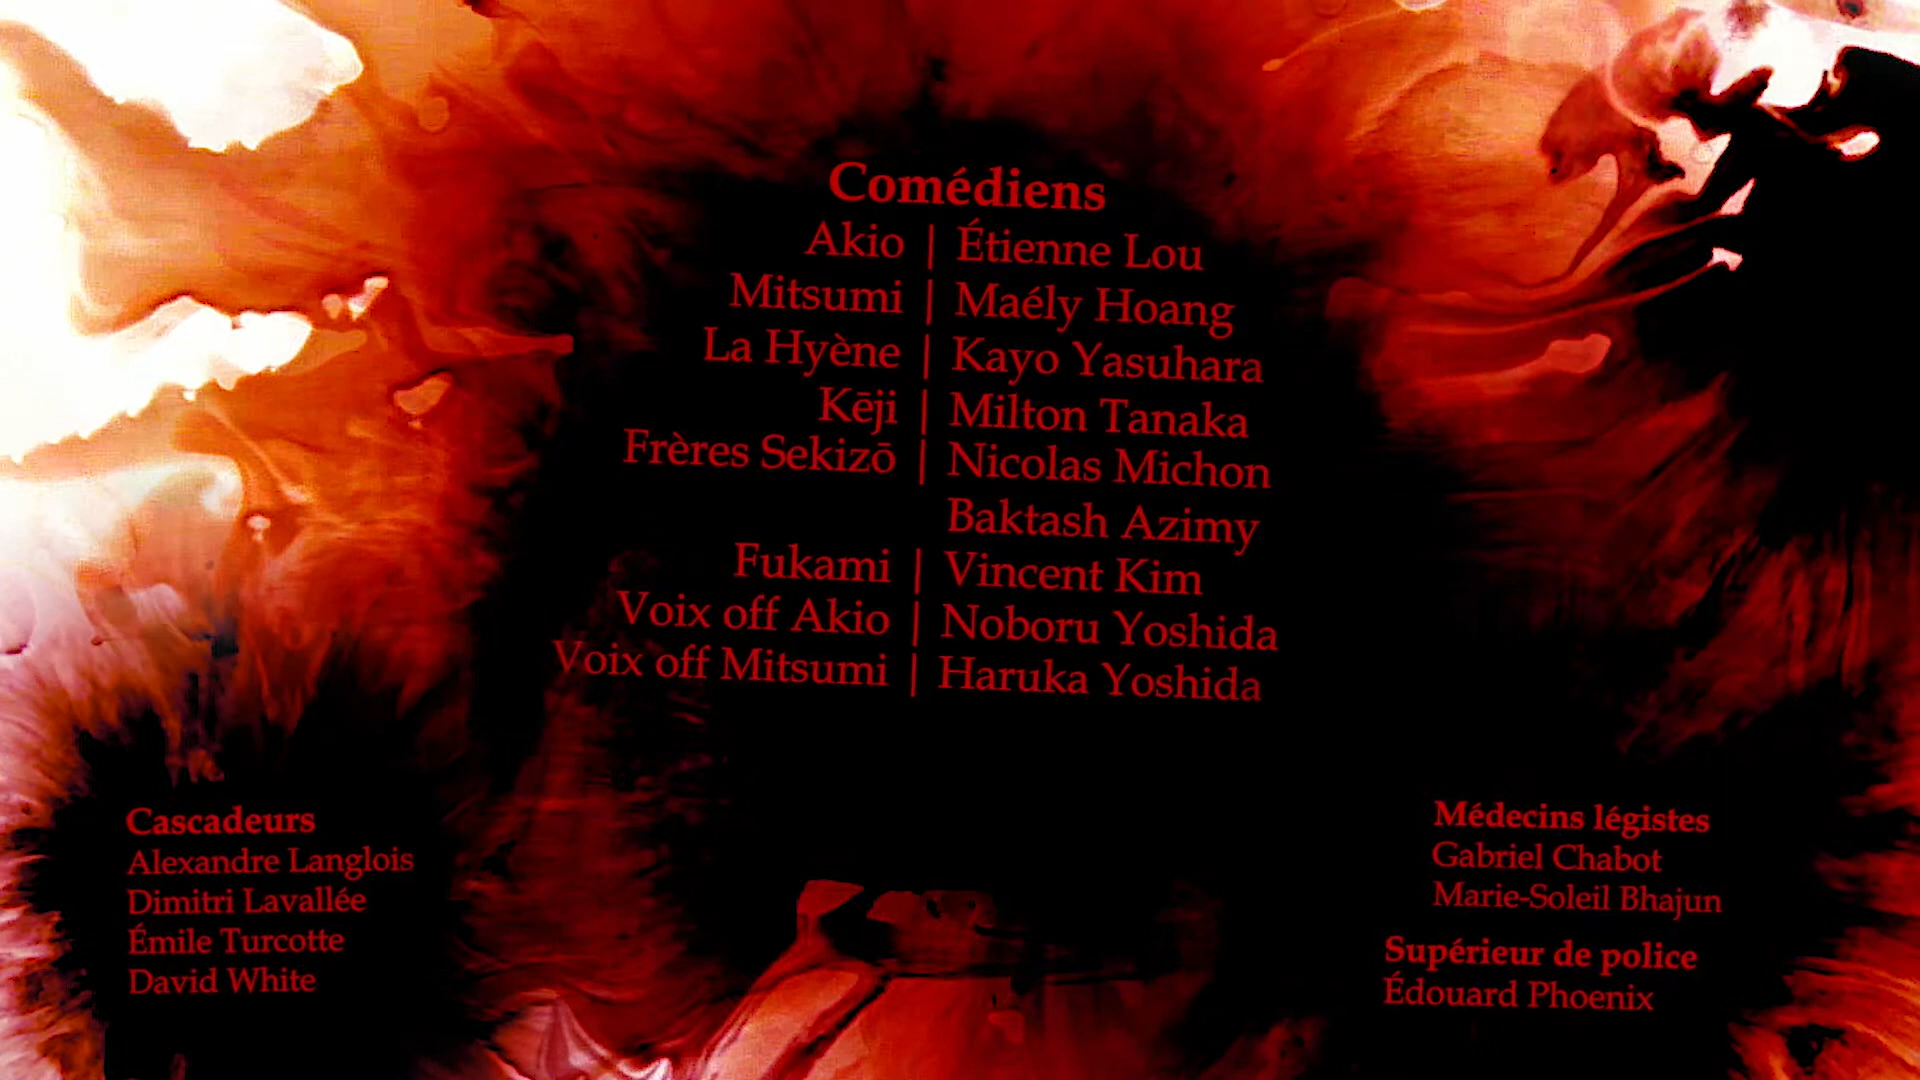 Comédiens
Akio | Étienne Lou
Mitsumi | Maély Hoang
La Hyène | Kayo Yasuhara
Kēji | Milton Tanaka
Frères Sekizō | Nicolas Michon
Baktash Azimy
Fukami | Vincent Kim
Voix off Akio | Noboru Yoshida
Voix off Mitsumi | Haruka Yoshida
Cascadeurs
Alexandre Langlois
Dimitri Lavallée
Émile Turcotte
David White
Médecins légistes
Gabriel Chabot
Marie-Soleil Bhajun
Supérieur de police
Édouard Phoenix